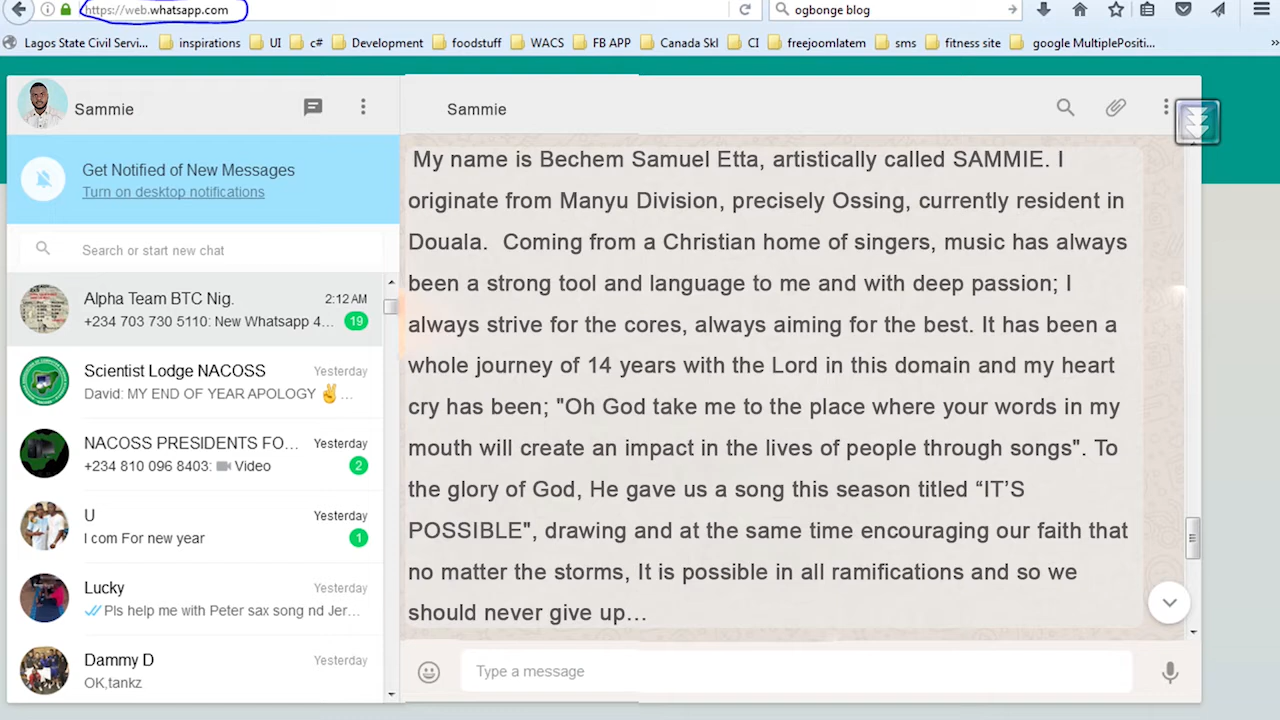 https://web.whatsapp.com
ogbonge blog
Lagos State Civil Servi...
inspirations
UI
c#
Development
foodstuff
WACS
FB APP
Canada Skl
CI
freejoomlatem
sms
fitness site
google MultiplePositi...
Sammie
Get Notified of New Messages
Turn on desktop notifications
Search or start new chat
Alpha Team BTC Nig.
2:12 AM
+234 703 730 5110: New Whatsapp 4...
19
Scientist Lodge NACOSS
Yesterday
David: MY END OF YEAR APOLOGY ✌...
NACOSS PRESIDENTS FO...
Yesterday
+234 810 096 8403: Video
2
U
Yesterday
I com For new year
1
Lucky
Yesterday
Pls help me with Peter sax song nd Jer...
Dammy D
Yesterday
OK,tankz
Sammie
My name is Bechem Samuel Etta, artistically called SAMMIE. I
originate from Manyu Division, precisely Ossing, currently resident in
Douala. Coming from a Christian home of singers, music has always
been a strong tool and language to me and with deep passion; I
always strive for the cores, always aiming for the best. It has been a
whole journey of 14 years with the Lord in this domain and my heart
cry has been; "Oh God take me to the place where your words in my
mouth will create an impact in the lives of people through songs". To
the glory of God, He gave us a song this season titled “IT’S
POSSIBLE", drawing and at the same time encouraging our faith that
no matter the storms, It is possible in all ramifications and so we
should never give up…
Type a message